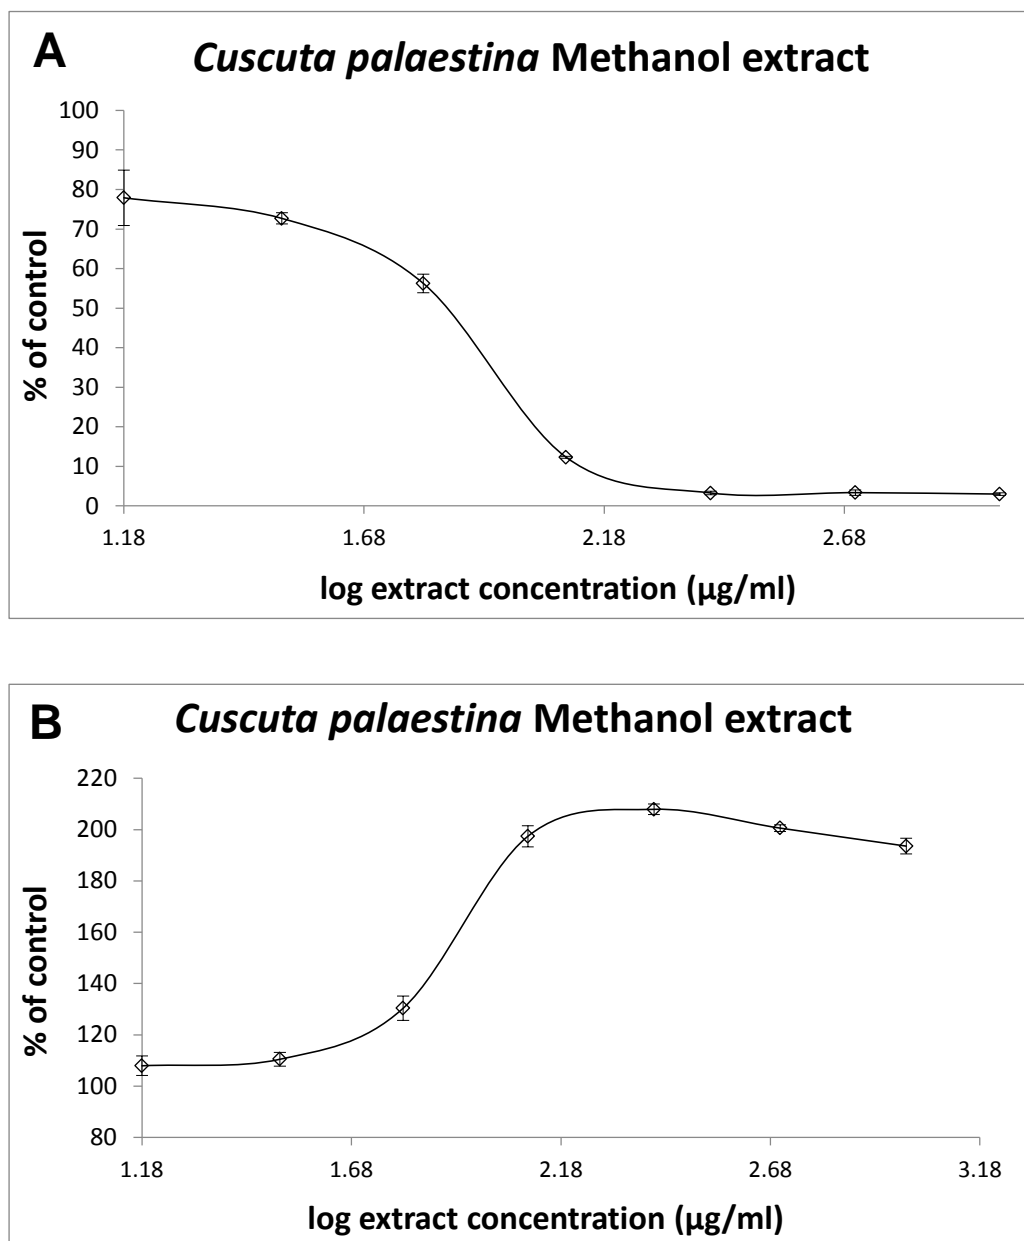 A
Cuscuta palaestina Methanol extract
100
90
80
70
60
50
40
30
20
10
0
% of control
1.18 1.68 2.18 2.68
log extract concentration (µg/ml)
B
Cuscuta palaestina Methanol extract
220
200
180
160
140
120
100
80
% of control
1.18 1.68 2.18 2.68 3.18
log extract concentration (µg/ml)